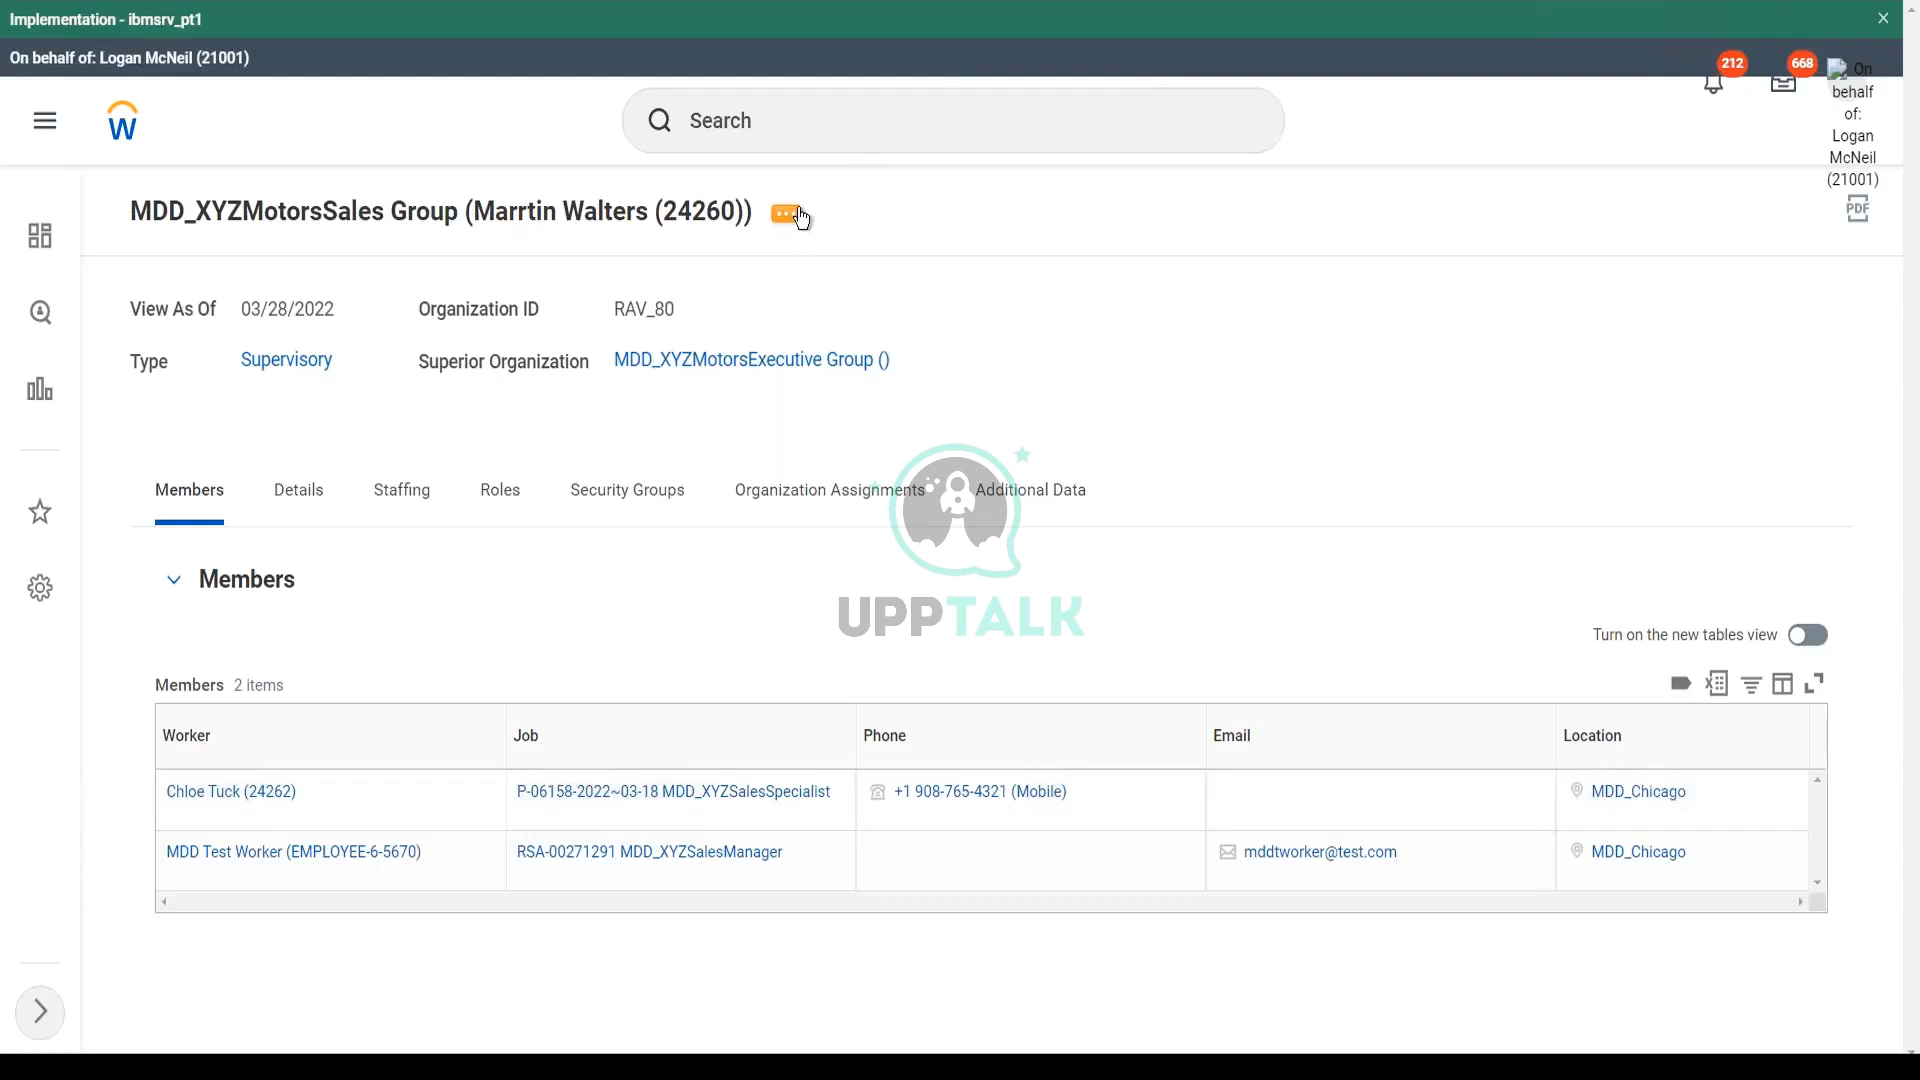 Implementation - ibmsrv_pt1
On behalf of: Logan McNeil (21001)
212
668
On
behalf
of:
Logan
McNeil
(21001)
W
Search
MDD_XYZMotorsSales Group (Marrtin Walters (24260))
PDF
View As Of 03/28/2022 Organization ID RAV_80
Type Supervisory Superior Organization MDD_XYZMotorsExecutive Group ()
Members Details Staffing Roles Security Groups Organization Assignments Additional Data
Members
UPPTALK
Turn on the new tables view
Members 2 items
Worker Job Phone Email Location
Chloe Tuck (24262) P-06158-2022~03-18 MDD_XYZSalesSpecialist +1 908-765-4321 (Mobile) MDD_Chicago
MDD Test Worker (EMPLOYEE-6-5670) RSA-00271291 MDD_XYZSalesManager mddtworker@test.com MDD_Chicago